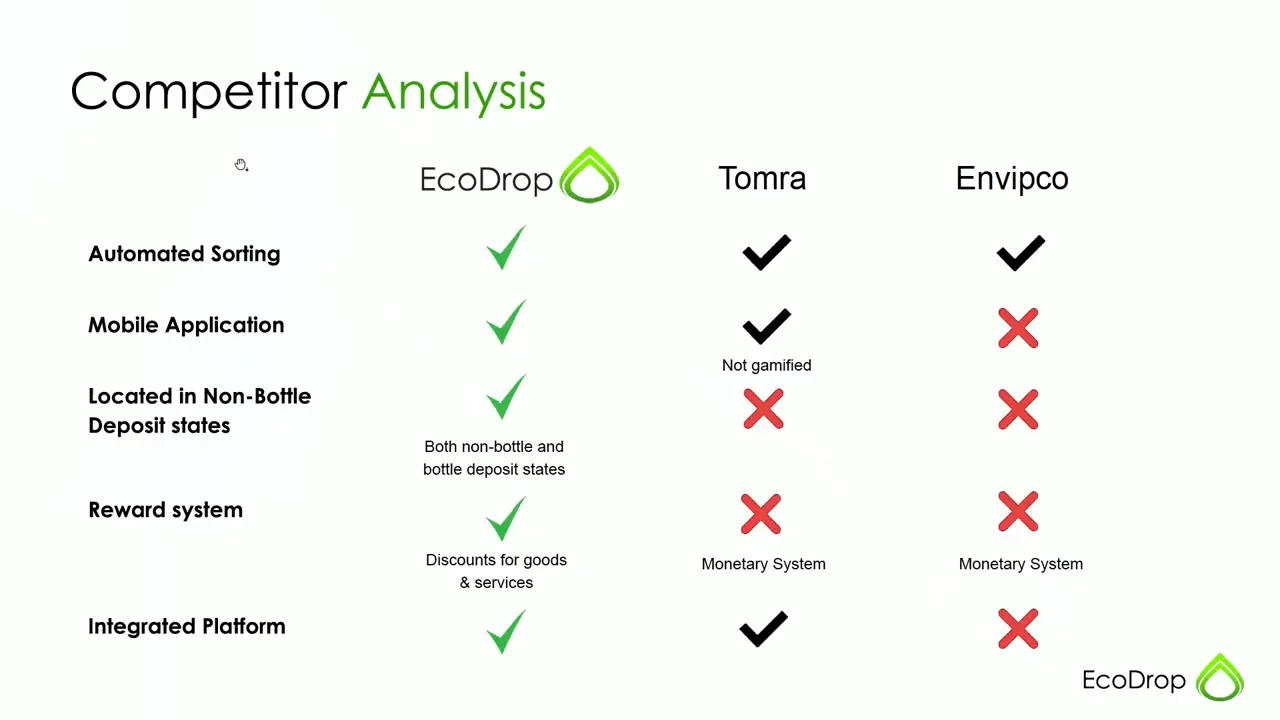 Competitor Analysis
EcoDrop
Tomra
Envipco
Automated Sorting
Mobile Application
Not gamified
Located in Non-Bottle
Deposit states
Both non-bottle and
bottle deposit states
Reward system
Discounts for goods
& services
Monetary System
Monetary System
Integrated Platform
EcoDrop